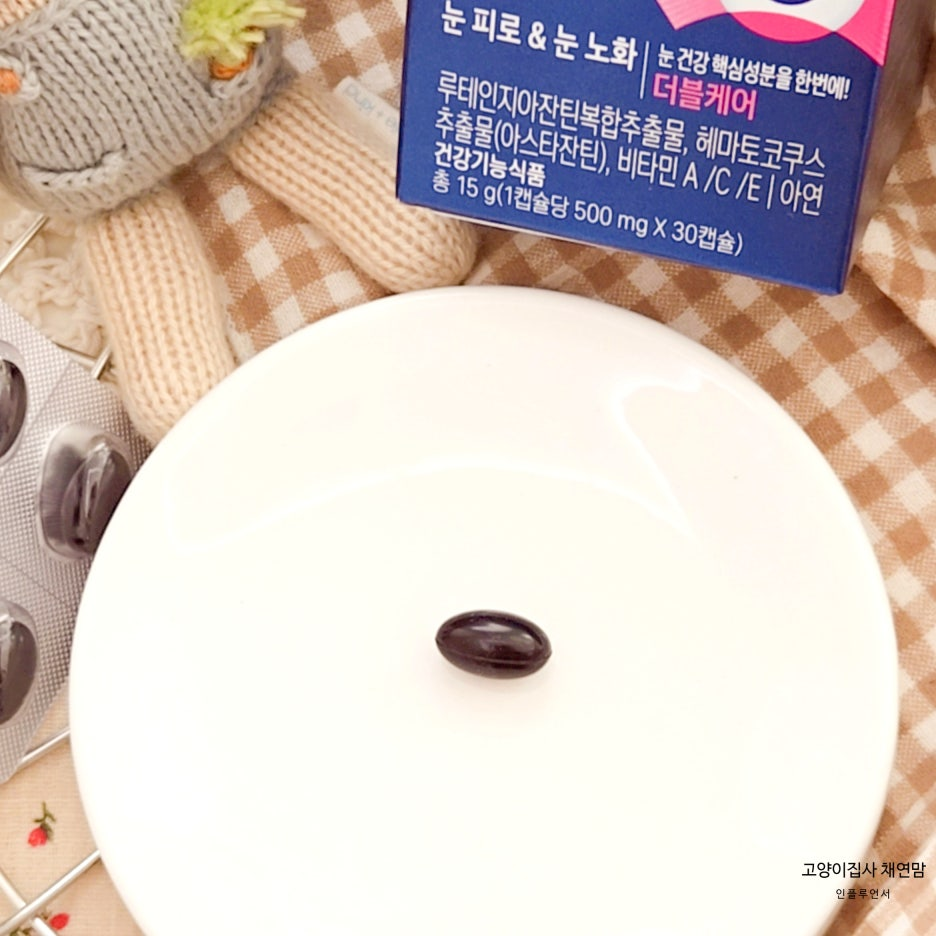 눈 피로 & 눈 노화
눈 건강 핵심성분을 한번에!
더블케어
루테인지아잔틴복합추출물, 헤마토코쿠스
추출물(아스타잔틴), 비타민 A /C /E | 아연
건강기능식품
총 15 g(1캡슐당 500 mg X 30캡슐)
고양이집사 채연맘
인플루언서